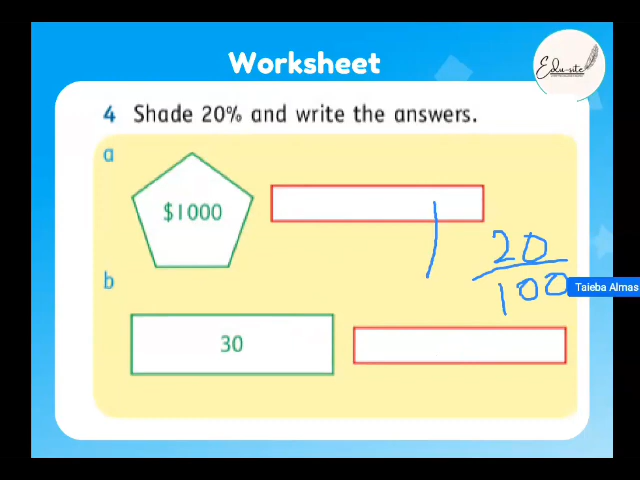 Worksheet
Edu-site
4 Shade 20% and write the answers.
a
$1000
20
100
Taieba Almas
b
30